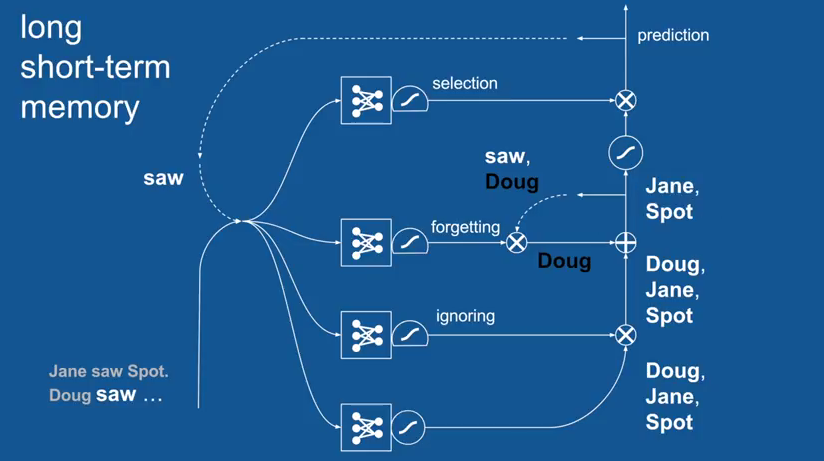 long
short-term
memory
prediction
selection
saw
saw,
Doug
Jane,
Spot
forgetting
Doug
Doug,
Jane,
Spot
ignoring
Jane saw Spot.
Doug saw ...
Doug,
Jane,
Spot